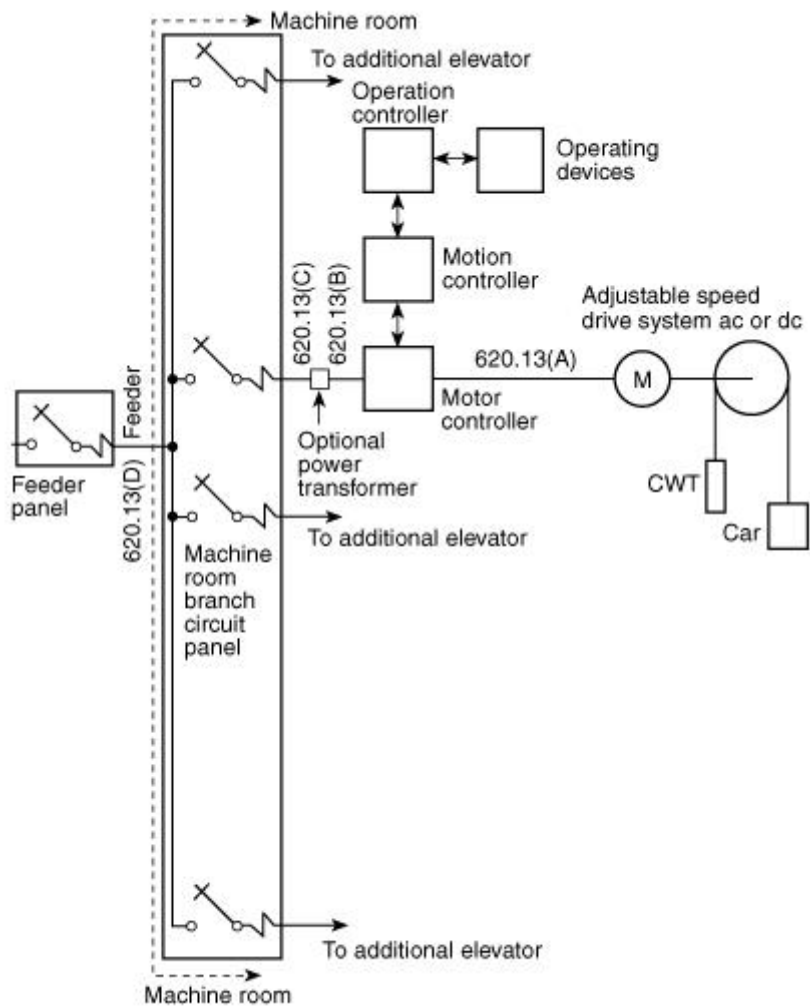 Machine room
To additional elevator
Operation
controller
Operating
devices
Motion
controller
620.13(C)
620.13(B)
Adjustable speed
drive system ac or dc
620.13(A)
M
Motor
controller
Feeder
620.13(D)
Feeder
panel
Optional
power
transformer
CWT
Car
To additional elevator
Machine
room
branch
circuit
panel
To additional elevator
Machine room